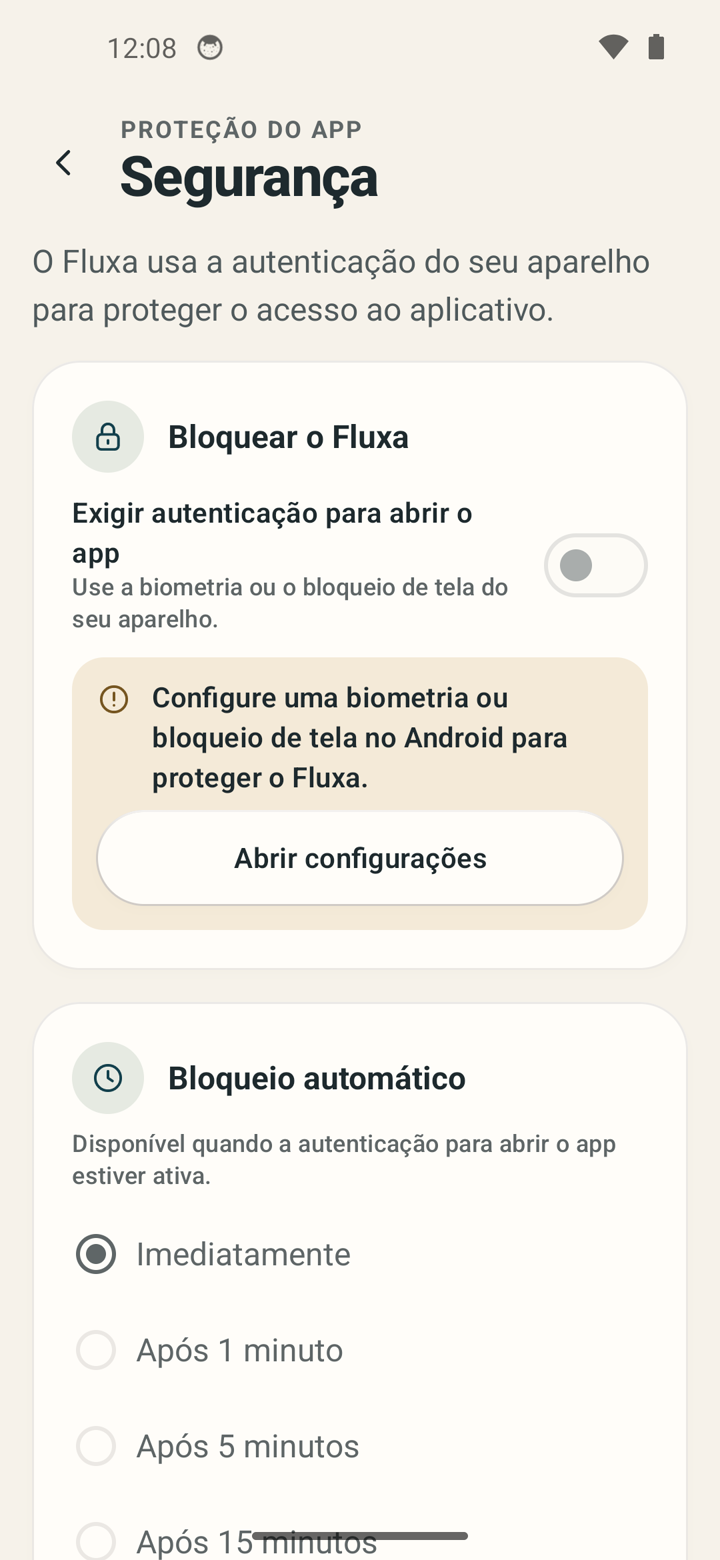 12:08
PROTEÇÃO DO APP
Segurança
O Fluxa usa a autenticação do seu aparelho
para proteger o acesso ao aplicativo.
Bloquear o Fluxa
Exigir autenticação para abrir o
app
Use a biometria ou o bloqueio de tela do
seu aparelho.
Configure uma biometria ou
bloqueio de tela no Android para
proteger o Fluxa.
Abrir configurações
Bloqueio automático
Disponível quando a autenticação para abrir o app
estiver ativa.
Imediatamente
Após 1 minuto
Após 5 minutos
Após 15 minutos